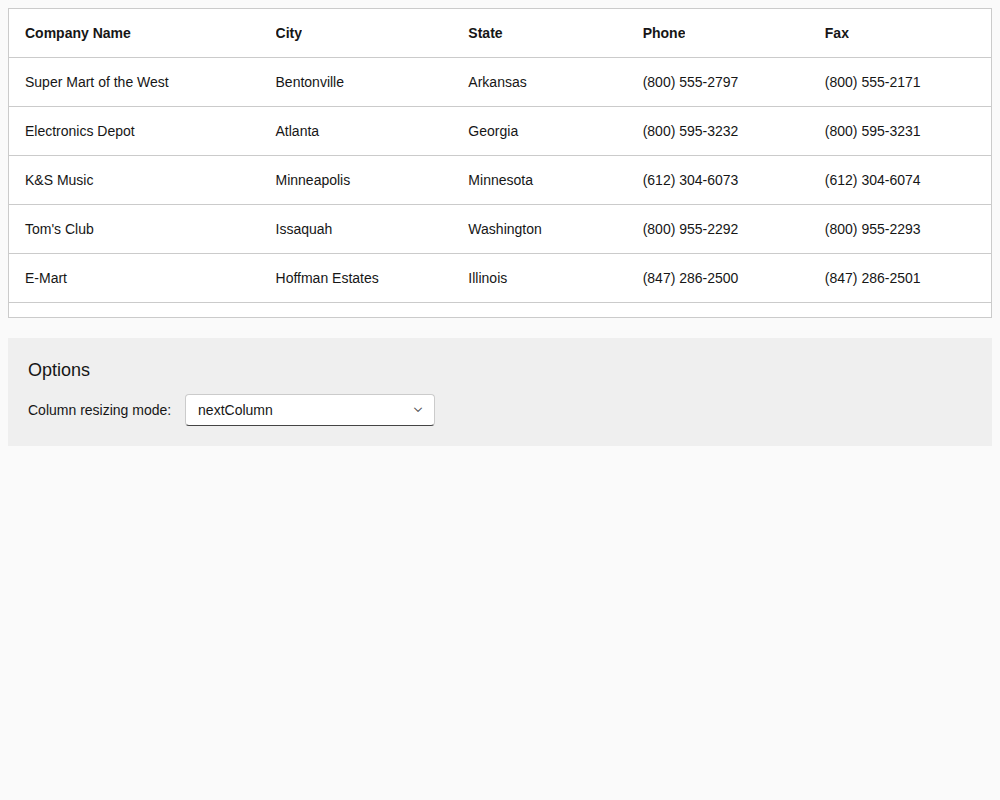 Company Name City State Phone Fax
Super Mart of the West Bentonville Arkansas (800) 555-2797 (800) 555-2171
Electronics Depot Atlanta Georgia (800) 595-3232 (800) 595-3231
K&S Music Minneapolis Minnesota (612) 304-6073 (612) 304-6074
Tom's Club Issaquah Washington (800) 955-2292 (800) 955-2293
E-Mart Hoffman Estates Illinois (847) 286-2500 (847) 286-2501
Options
Column resizing mode: nextColumn